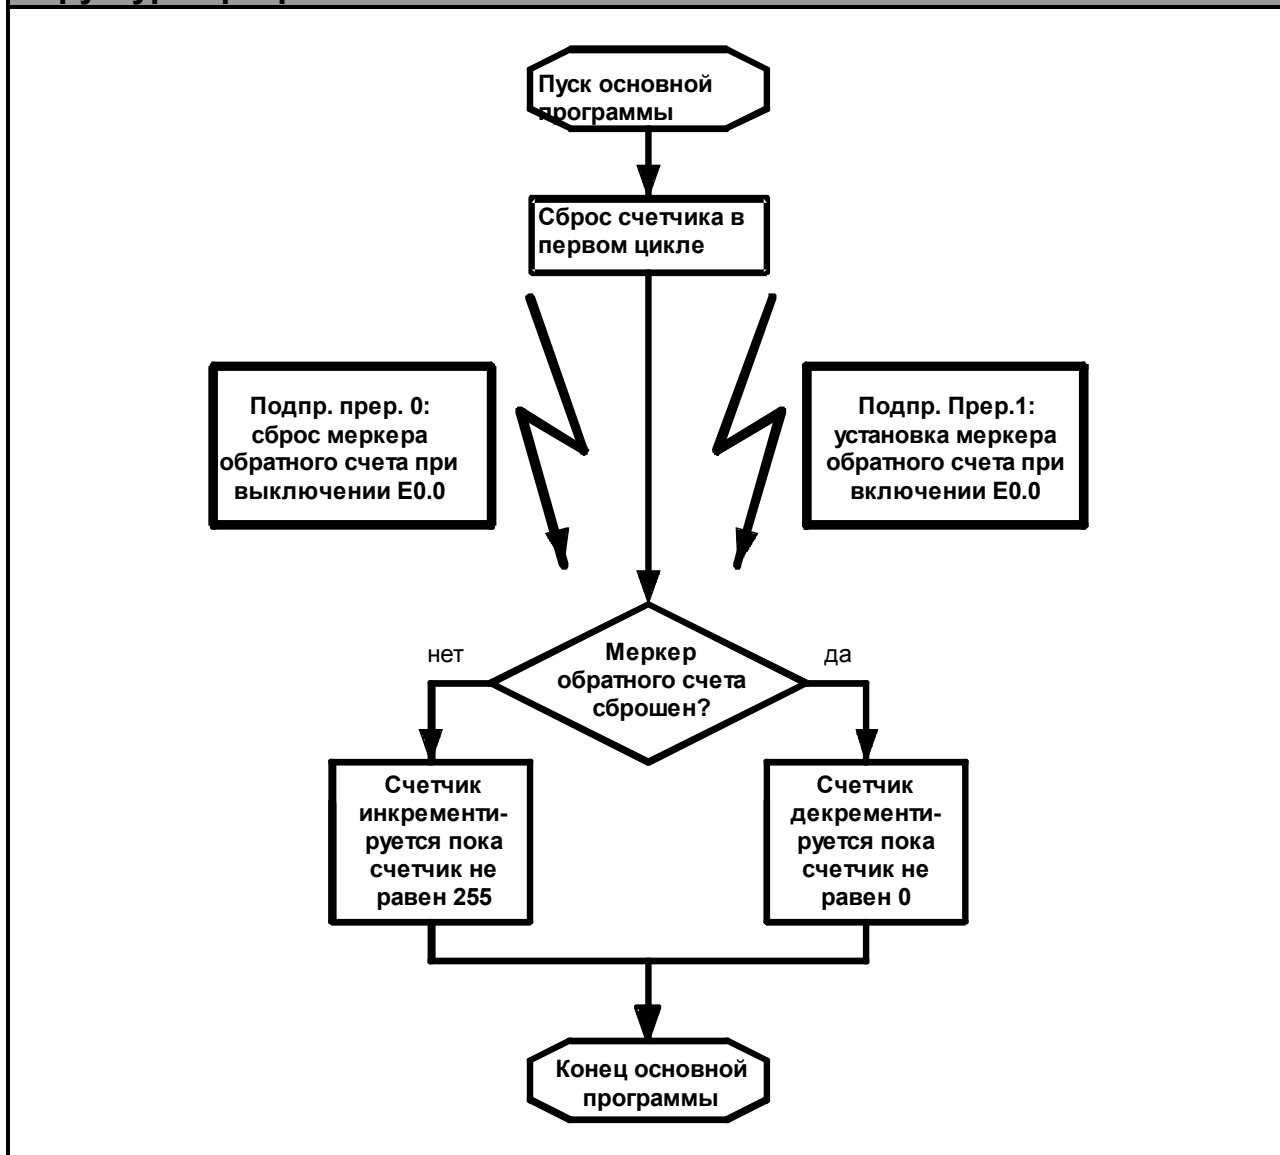 Пуск основной
программы
Сброс счетчика в
первом цикле
Подпр. прер. 0:
сброс меркера
обратного счета при
выключении E0.0
Подпр. Прер.1:
установка меркера
обратного счета при
включении E0.0
нет
Меркер
обратного счета
сброшен?
да
Счетчик
инкременти-
руется пока
счетчик не
равен 255
Счетчик
декременти-
руется пока
счетчик не
равен 0
Конец основной
программы